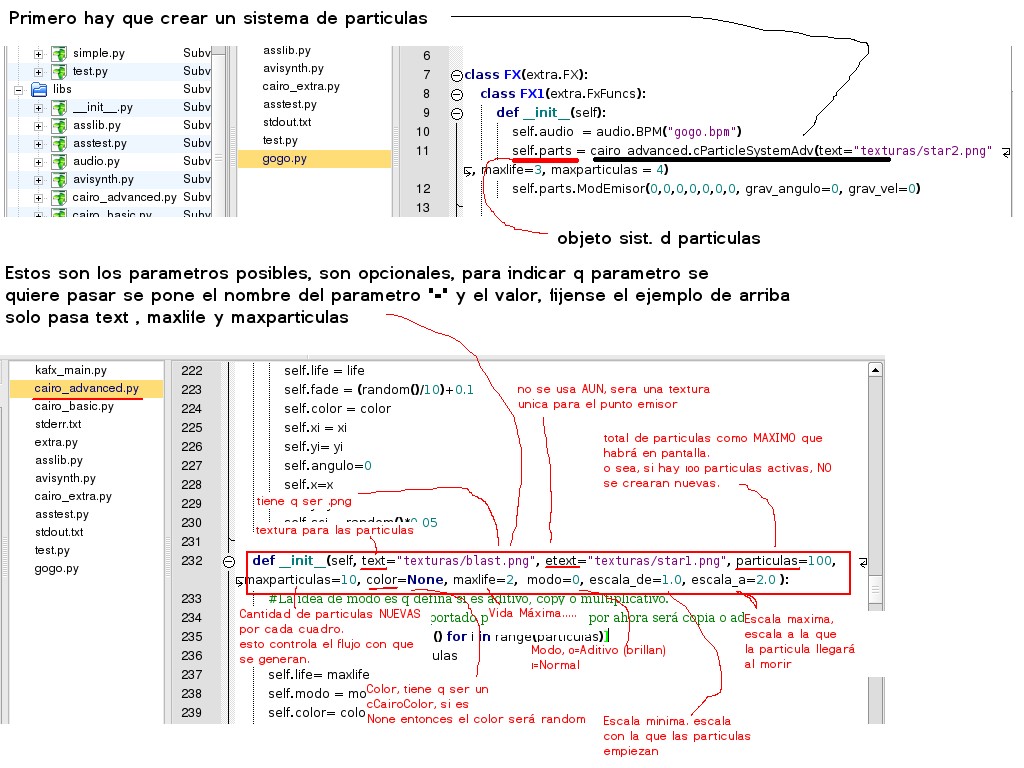 Primero hay que crear un sistema de particulas
simple.py Subv
test.py Subv
libs
__init__.py Subv
asslib.py Subv
asstest.py Subv
audio.py Subv
avisynth.py Subv
cairo_advanced.py Subv
cairo_basic.py Subv
asslib.py
avisynth.py
cairo_extra.py
asstest.py
stdout.txt
test.py
gogo.py
6
7 class FX(extra.FX):
8 class FX1(extra.FxFuncs):
9 def __init__(self):
10 self.audio = audio.BPM("gogo.bpm")
11 self.parts = cairo_advanced.cParticleSystemAdv(text="texturas/star2.png"
, maxlife=3, maxparticulas = 4)
12 self.parts.ModEmisor(0,0,0,0,0,0,0, grav_angulo=0, grav_vel=0)
13
objeto sist. d particulas
Estos son los parametros posibles, son opcionales, para indicar q parametro se
quiere pasar se pone el nombre del parametro "=" y el valor, fijense el ejemplo de arriba
solo pasa text , maxlife y maxparticulas
kafx_main.py
cairo_advanced.py
cairo_basic.py
stderr.txt
extra.py
asslib.py
avisynth.py
cairo_extra.py
asstest.py
stdout.txt
test.py
gogo.py
222 self.life = life
223 self.fade = (random()/10)+0.1
224 self.color = color
225 self.xi = xi
226 self.yi= yi
227 self.angulo=0
228 self.x=x
229
230 random()*0.05
231
no se usa AUN, sera una textura
unica para el punto emisor
total de particulas como MAXIMO que
habrá en pantalla.
o sea, si hay 100 particulas activas, NO
se crearan nuevas.
tiene q ser .png
textura para las particulas
232 def __init__(self, text="texturas/blast.png", etext="texturas/star1.png", particulas=100,
maxparticulas=10, color=None, maxlife=2, modo=0, escala_de=1.0, escala_a=2.0 ):
233 #La idea de modo es q defina si es aditivo, copy o multiplicativo.
234 portado p por ahora será copia o ad
235 () for i in range(particulas)]
236 ulas
237 self.life= maxlife
238 self.modo = mo
239 self.color= colo
Cantidad de particulas NUEVAS
por cada cuadro.
esto controla el flujo con que
se generan.
Vida Máxima.....
Modo, 0=Aditivo (brillan)
1=Normal
Escala maxima,
escala a la que
la particula llegará
al morir
Color, tiene q ser un
cCairoColor, si es
None entonces el color será random
Escala minima. escala
con la que las particulas
empiezan